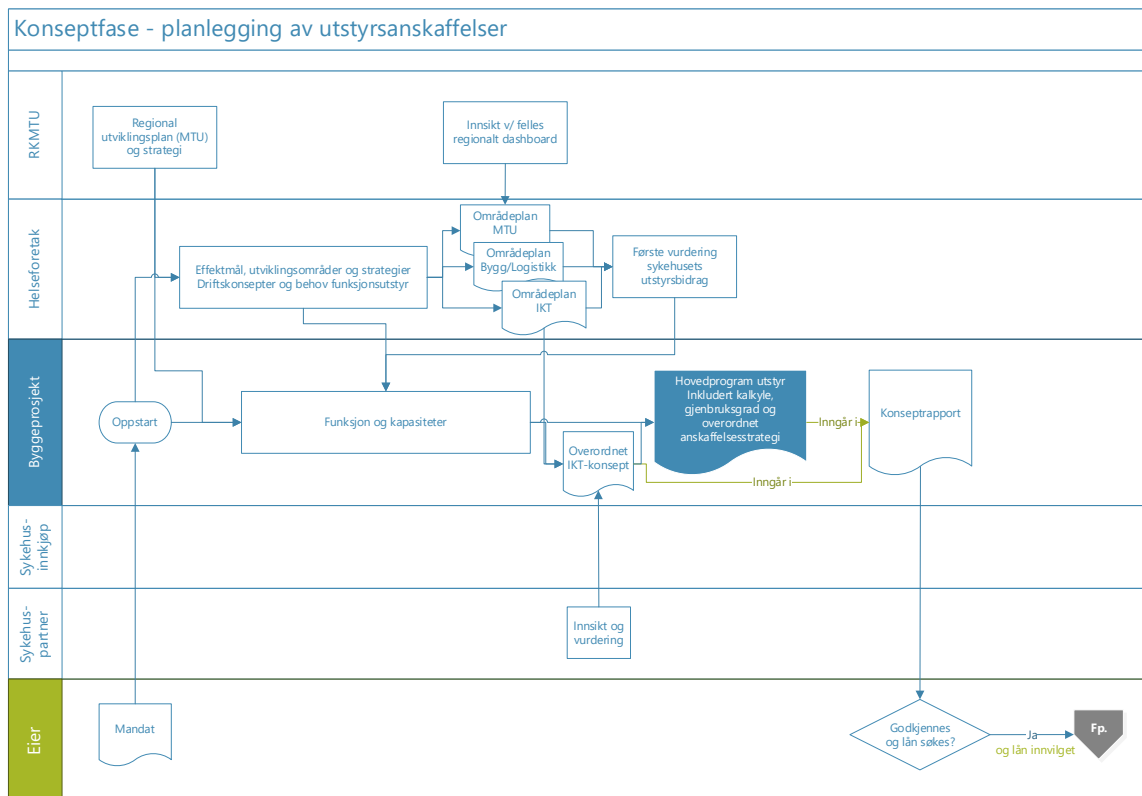 Konseptfase - planlegging av utstyrsanskaffelser
RKMTU
Regional
utviklingsplan (MTU)
og strategi
Innsikt v/ felles
regionalt dashboard
Helseforetak
Effektmål, utviklingsområder og strategier
Driftskonsepter og behov funksjonsutstyr
Områdeplan
MTU
Områdeplan
Bygg/Logistikk
Områdeplan
IKT
Første vurdering
sykehusets
utstyrsbidrag
Byggeprosjekt
Oppstart
Funksjon og kapasiteter
Overordnet
IKT-konsept
Hovedprogram utstyr
Inkludert kalkyle,
gjenbruksgrad og
overordnet
anskaffelsesstrategi
Inngår i
Inngår i
Konseptrapport
Sykehus-
innkjøp
Sykehus-
partner
Innsikt og
vurdering
Eier
Mandat
Godkjennes
og lån søkes?
Ja
og lån innvilget
Fp.